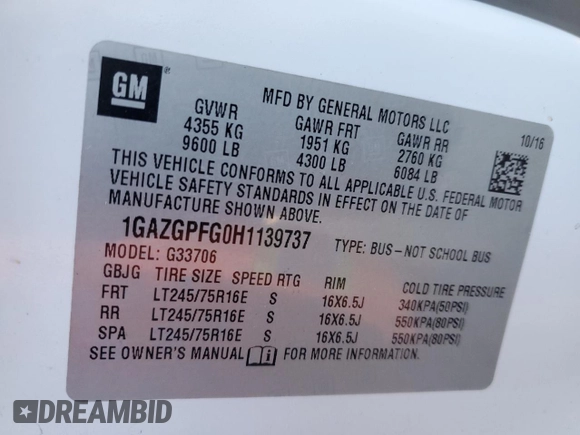 GM
MFD BY GENERAL MOTORS LLC
GVWR GAWR FRT GAWR RR 10/16
4355 KG 1951 KG 2760 KG
9600 LB 4300 LB 6084 LB
THIS VEHICLE CONFORMS TO ALL APPLICABLE U.S. FEDERAL MOTOR
VEHICLE SAFETY STANDARDS IN EFFECT ON THE DATE OF
MANUFACTURE SHOWN ABOVE.
1GAZGPFG0H1139737 TYPE: BUS–NOT SCHOOL BUS
MODEL: G33706
GBJG TIRE SIZE SPEED RTG RIM COLD TIRE PRESSURE
FRT LT245/75R16E S 16X6.5J 340KPA(50PSI)
RR LT245/75R16E S 16X6.5J 550KPA(80PSI)
SPA LT245/75R16E S 16X6.5J 550KPA(80PSI)
SEE OWNER'S MANUAL FOR ADDITIONAL INFORMATION.
DREAMBID